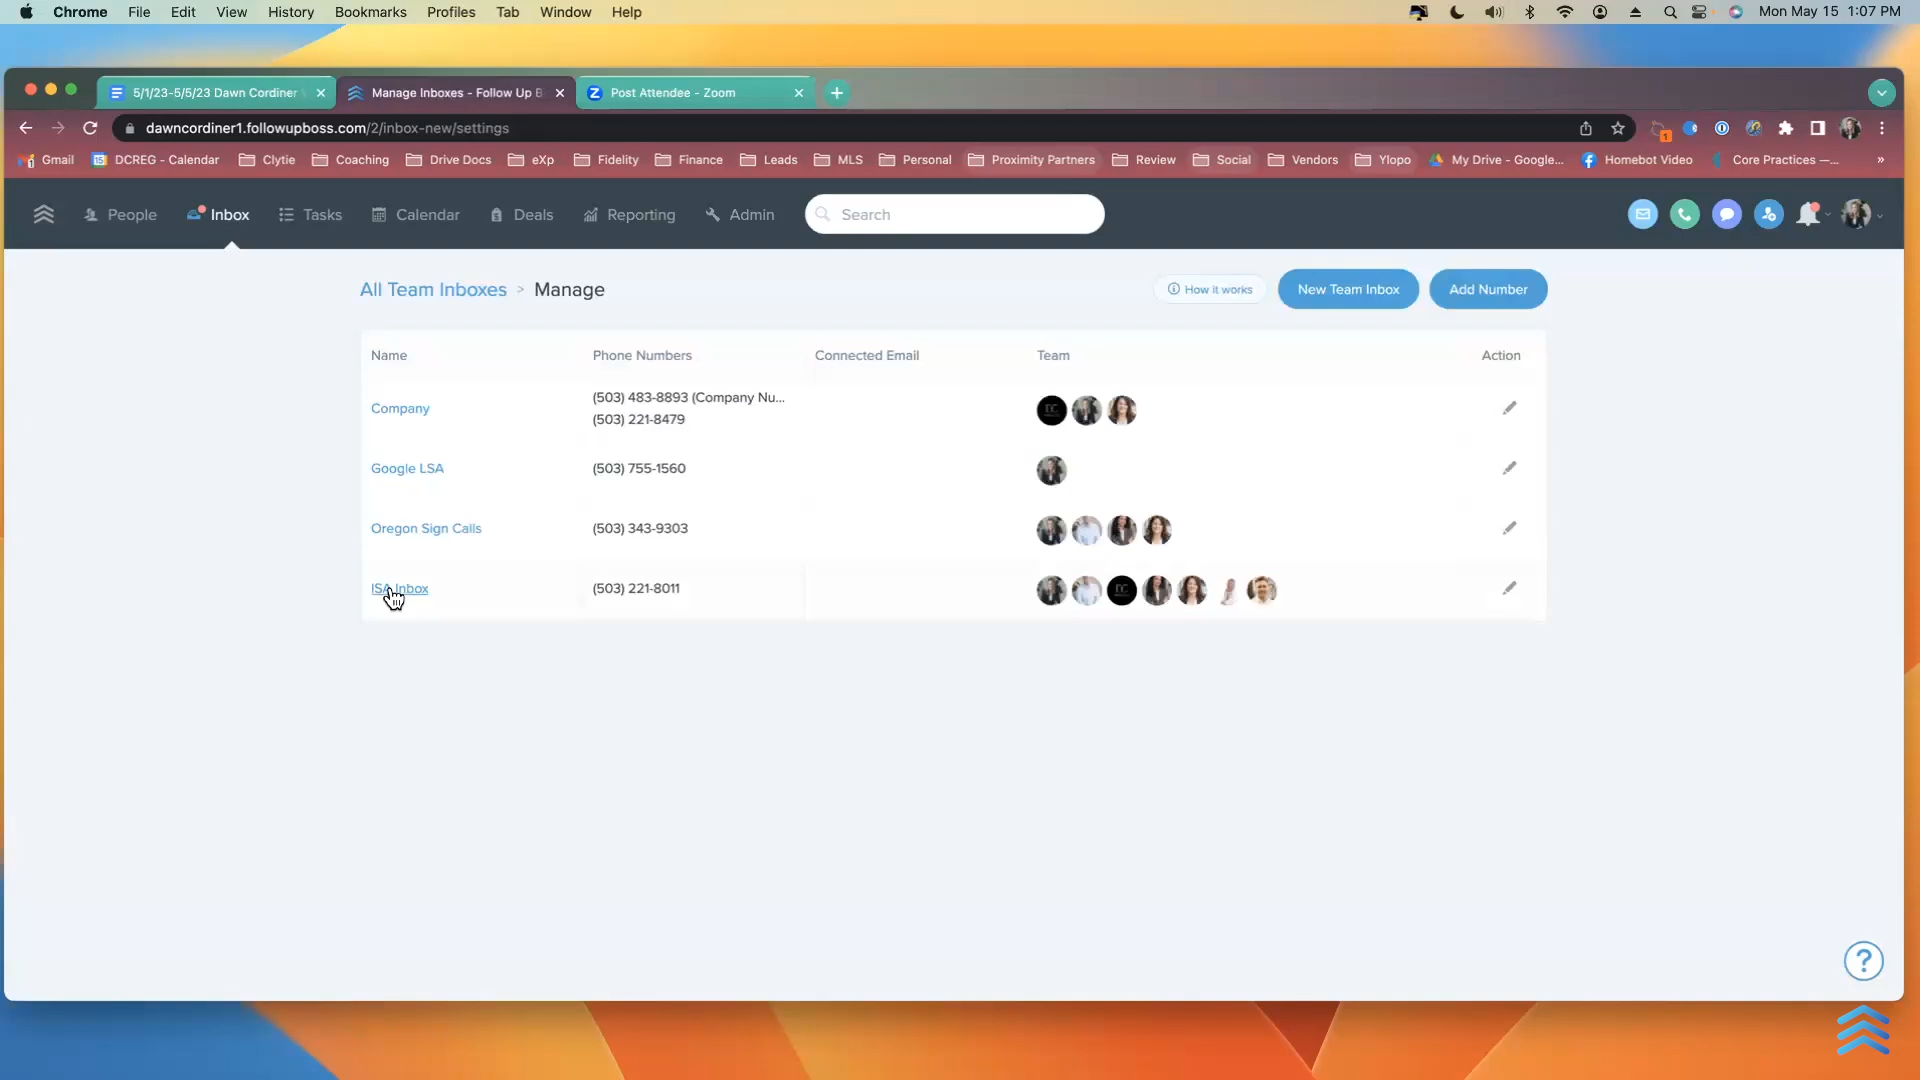 Chrome File Edit View History Bookmarks Profiles Tab Window Help Mon May 15 1:07 PM
5/1/23-5/5/23 Dawn Cordiner Manage Inboxes - Follow Up B Post Attendee - Zoom
dawncordiner1.followupboss.com/2/inbox-new/settings
Gmail DCREG - Calendar Clytie Coaching Drive Docs eXp Fidelity Finance Leads MLS Personal Proximity Partners Review Social Vendors Ylopo My Drive - Google... Homebot Video Core Practices —... »
People Inbox Tasks Calendar Deals Reporting Admin Search
All Team Inboxes > Manage How it works New Team Inbox Add Number
Name Phone Numbers Connected Email Team Action
Company (503) 483-8893 (Company Nu...
(503) 221-8479
Google LSA (503) 755-1560
Oregon Sign Calls (503) 343-9303
ISA Inbox (503) 221-8011
?